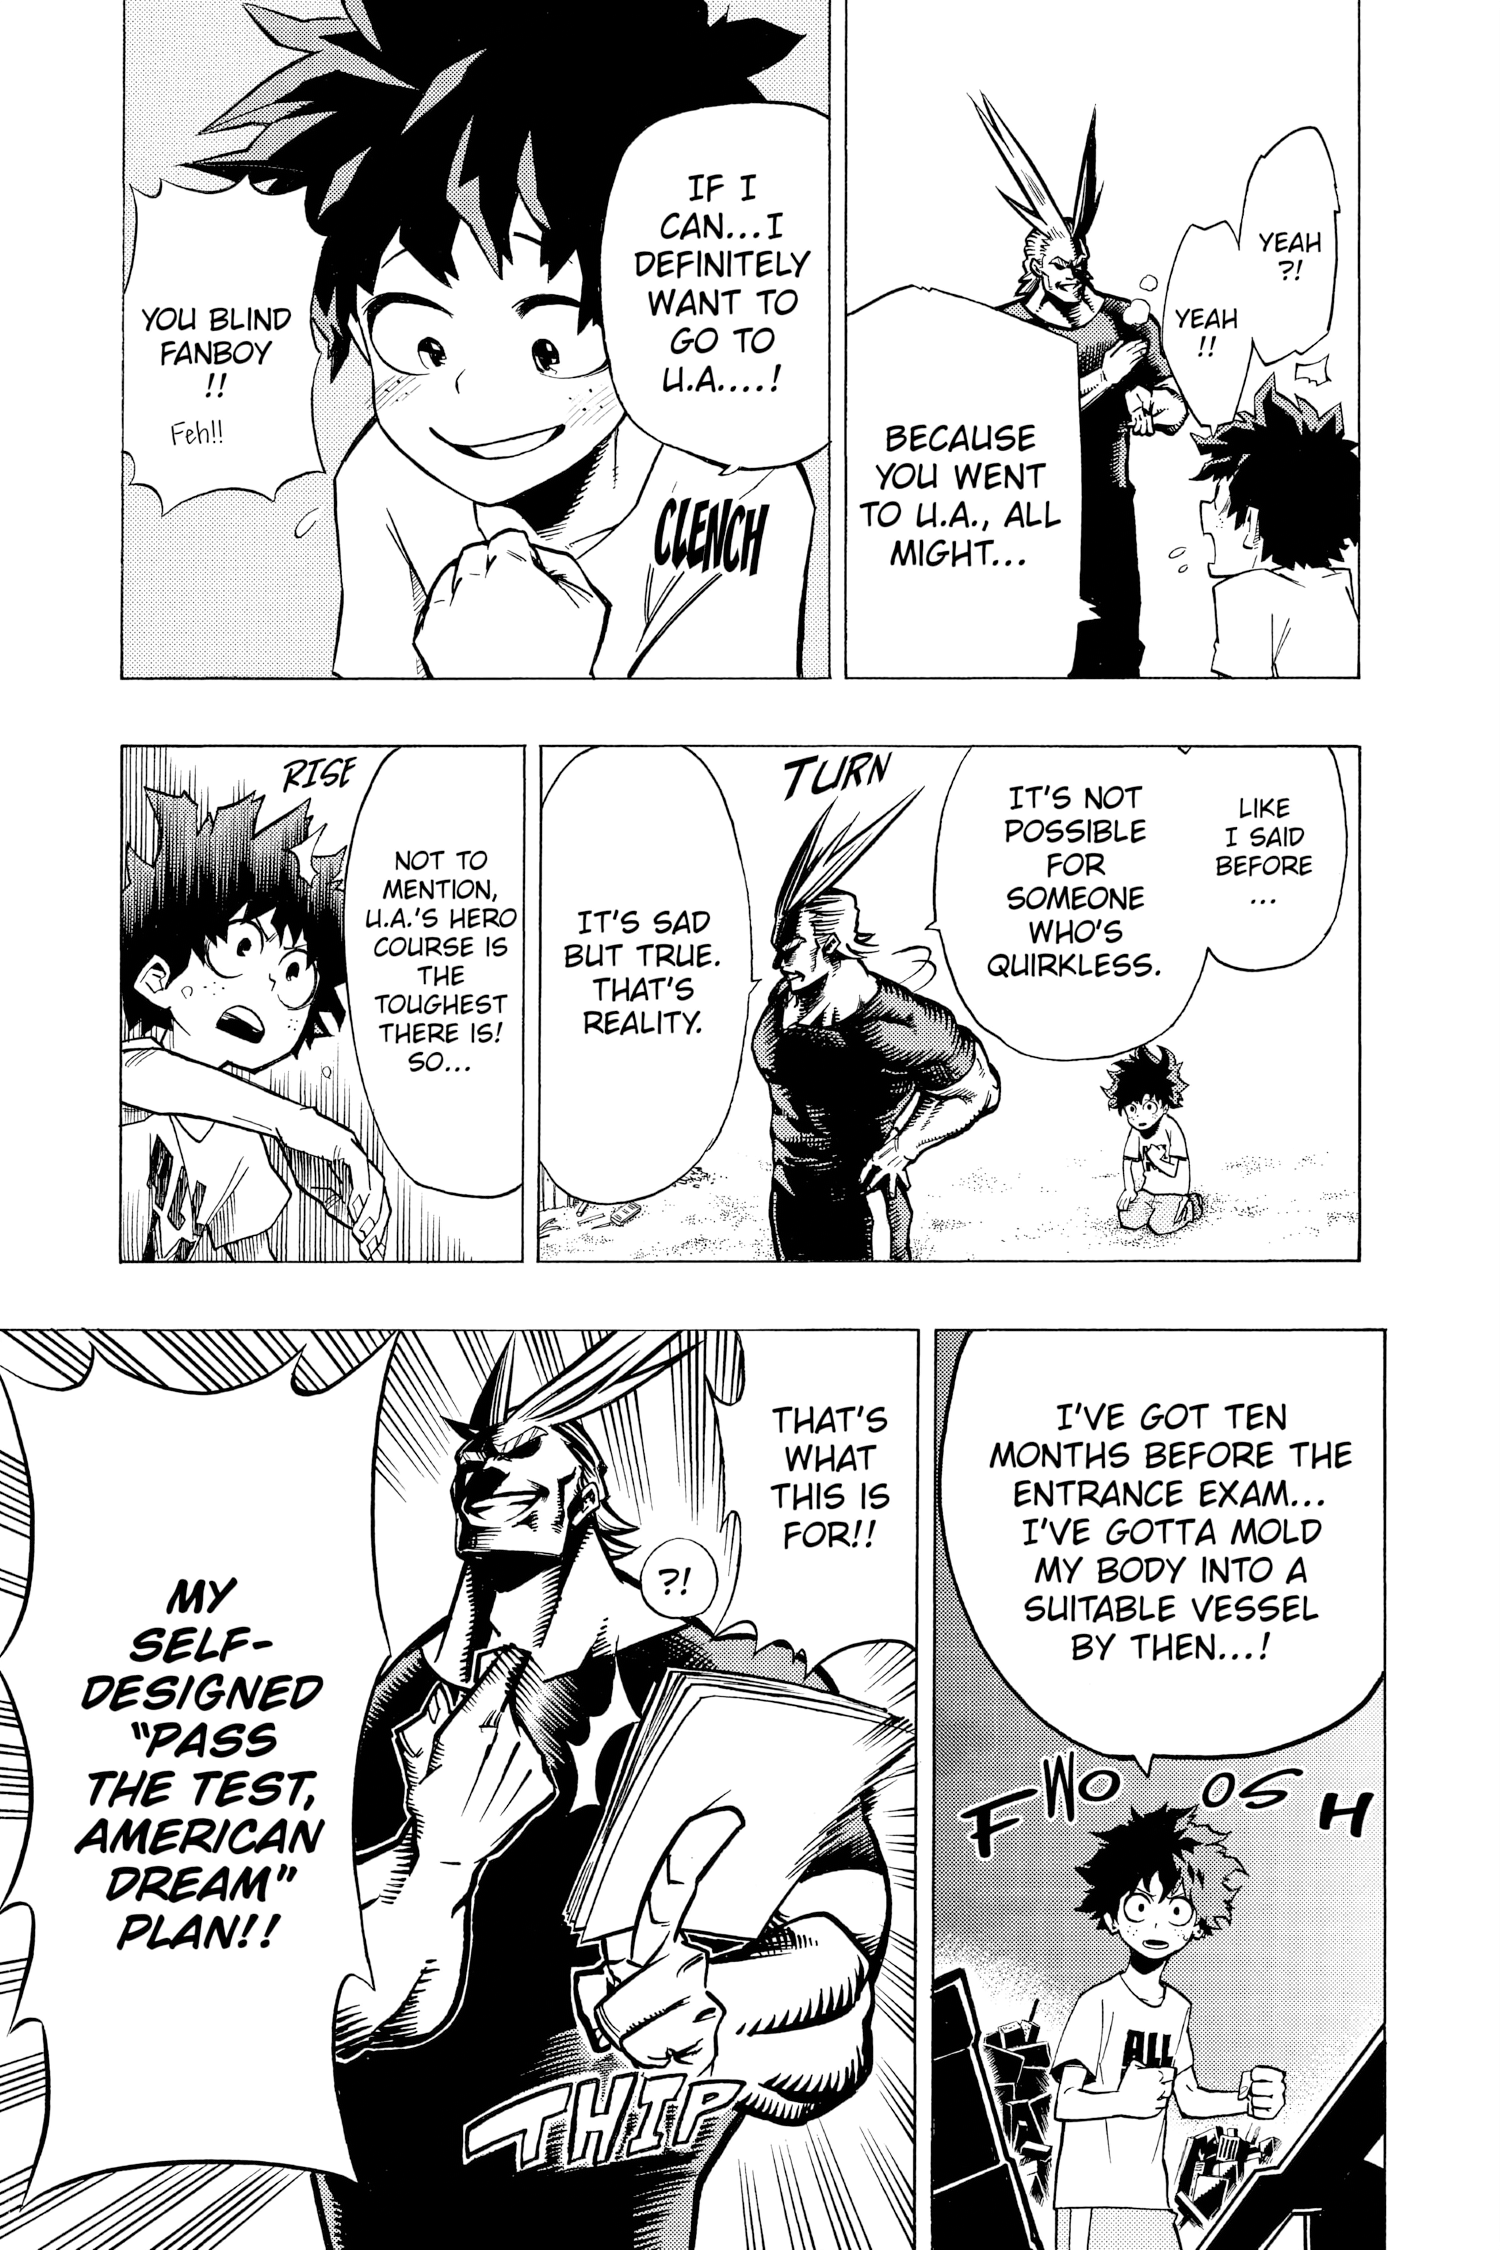 YEAH
?!
YEAH
!!
BECAUSE
YOU WENT
TO U.A., ALL
MIGHT...
IF I
CAN...I
DEFINITELY
WANT TO
GO TO
U.A....!
CLENCH
YOU BLIND
FANBOY
!!
Feh!!
LIKE
I SAID
BEFORE
...
IT'S NOT
POSSIBLE
FOR
SOMEONE
WHO'S
QUIRKLESS.
TURN
IT'S SAD
BUT TRUE.
THAT'S
REALITY.
NOT TO
MENTION,
U.A.'S HERO
COURSE IS
THE
TOUGHEST
THERE IS!
SO...
RISE
I'VE GOT TEN
MONTHS BEFORE THE
ENTRANCE EXAM...
I'VE GOTTA MOLD
MY BODY INTO A
SUITABLE VESSEL
BY THEN...!
FWOOOSH
ALL
THAT'S
WHAT
THIS IS
FOR!!
?!
THIP
MY
SELF-
DESIGNED
"PASS
THE TEST,
AMERICAN
DREAM"
PLAN!!